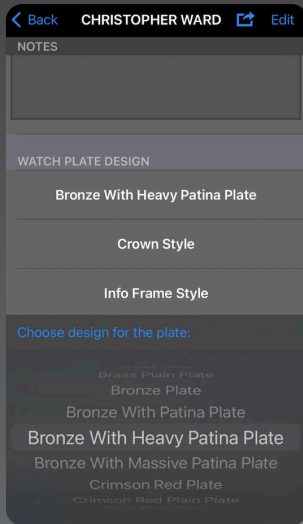 Back CHRISTOPHER WARD Edit
NOTES
WATCH PLATE DESIGN
Bronze With Heavy Patina Plate
Crown Style
Info Frame Style
Choose design for the plate:
Brass Plain Plate
Bronze Plate
Bronze With Patina Plate
Bronze With Heavy Patina Plate
Bronze With Massive Patina Plate
Crimson Red Plate
Crimson Red Plain Plate